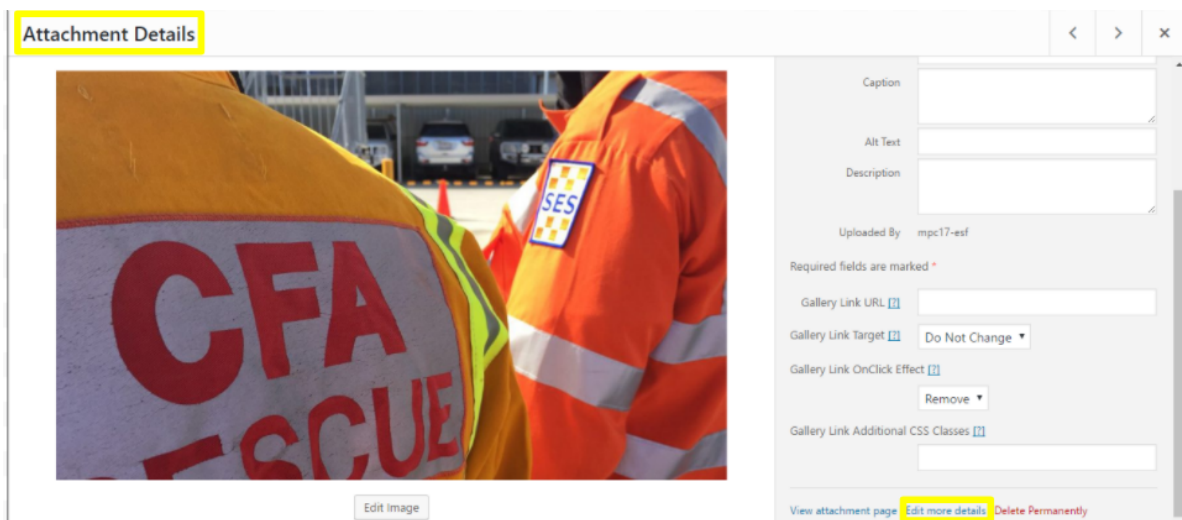 Attachment Details
CFA
RESCUE
SES
Edit Image
Caption
Alt Text
Description
Uploaded By mpc17-esf
Required fields are marked *
Gallery Link URL [?]
Gallery Link Target [?] Do Not Change
Gallery Link OnClick Effect [?]
Remove
Gallery Link Additional CSS Classes [?]
View attachment page Edit more details Delete Permanently